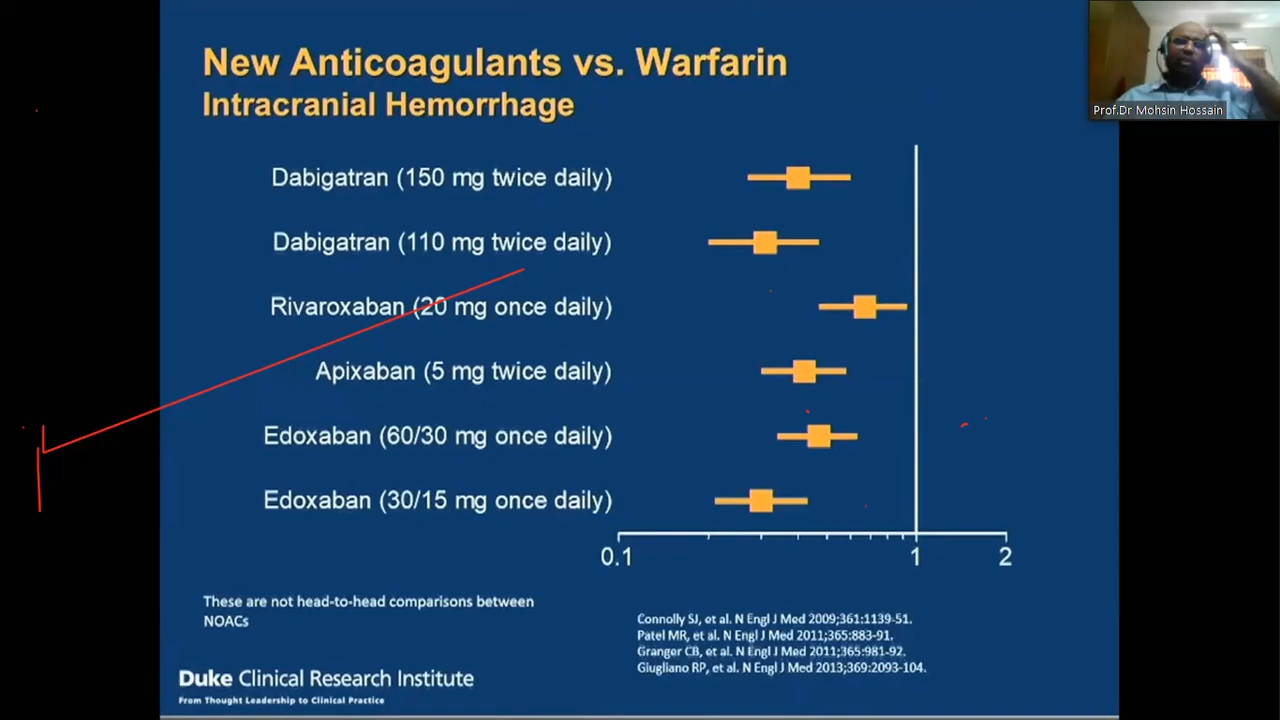 New Anticoagulants vs. Warfarin
Intracranial Hemorrhage
Prof.Dr Mohsin Hossain
Dabigatran (150 mg twice daily)
Dabigatran (110 mg twice daily)
Rivaroxaban (20 mg once daily)
Apixaban (5 mg twice daily)
Edoxaban (60/30 mg once daily)
Edoxaban (30/15 mg once daily)
0.1 1 2
These are not head-to-head comparisons between
NOACs
Connolly SJ, et al. N Engl J Med 2009;361:1139-51.
Patel MR, et al. N Engl J Med 2011;365:883-91.
Granger CB, et al. N Engl J Med 2011;365:981-92.
Giugliano RP, et al. N Engl J Med 2013;369:2093-104.
Duke Clinical Research Institute
From Thought Leadership to Clinical Practice